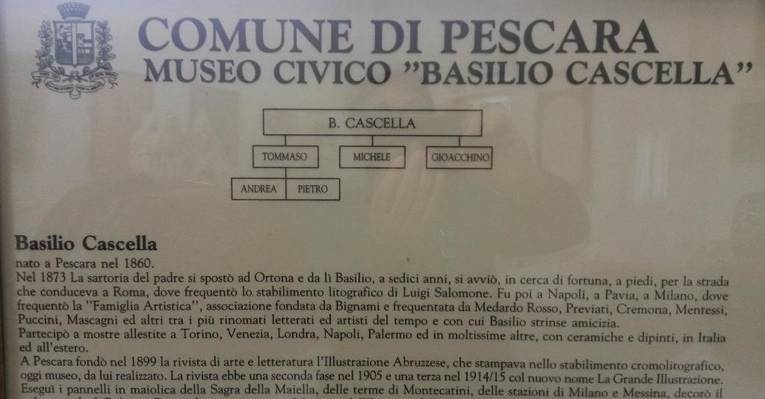 COMUNE DI PESCARA
MUSEO CIVICO "BASILIO CASCELLA"
B. CASCELLA
TOMMASO MICHELE GIOACCHINO
ANDREA PIETRO
Basilio Cascella
nato a Pescara nel 1860.
Nel 1873 La sartoria del padre si spostò ad Ortona e da lì Basilio, a sedici anni, si avviò, in cerca di fortuna, a piedi, per la strada
che conduceva a Roma, dove frequentò lo stabilimento litografico di Luigi Salomone. Fu poi a Napoli, a Pavia, a Milano, dove
frequentò la "Famiglia Artistica", associazione fondata da Bignami e frequentata da Medardo Rosso, Previati, Cremona, Mentessi,
Puccini, Mascagni ed altri tra i più rinomati letterati ed artisti del tempo e con cui Basilio strinse amicizia.
Partecipò a mostre allestite a Torino, Venezia, Londra, Napoli, Palermo ed in moltissime altre, con ceramiche e dipinti, in Italia
ed all'estero.
A Pescara fondò nel 1899 la rivista di arte e letteratura l'Illustrazione Abruzzese, che stampava nello stabilimento cromolitografico,
oggi museo, da lui realizzato. La rivista ebbe una seconda fase nel 1905 e una terza nel 1914/15 col nuovo nome La Grande Illustrazione.
Eseguì i pannelli in maiolica della Sagra della Maiella, delle terme di Montecatini, delle stazioni di Milano e Messina, decorò il